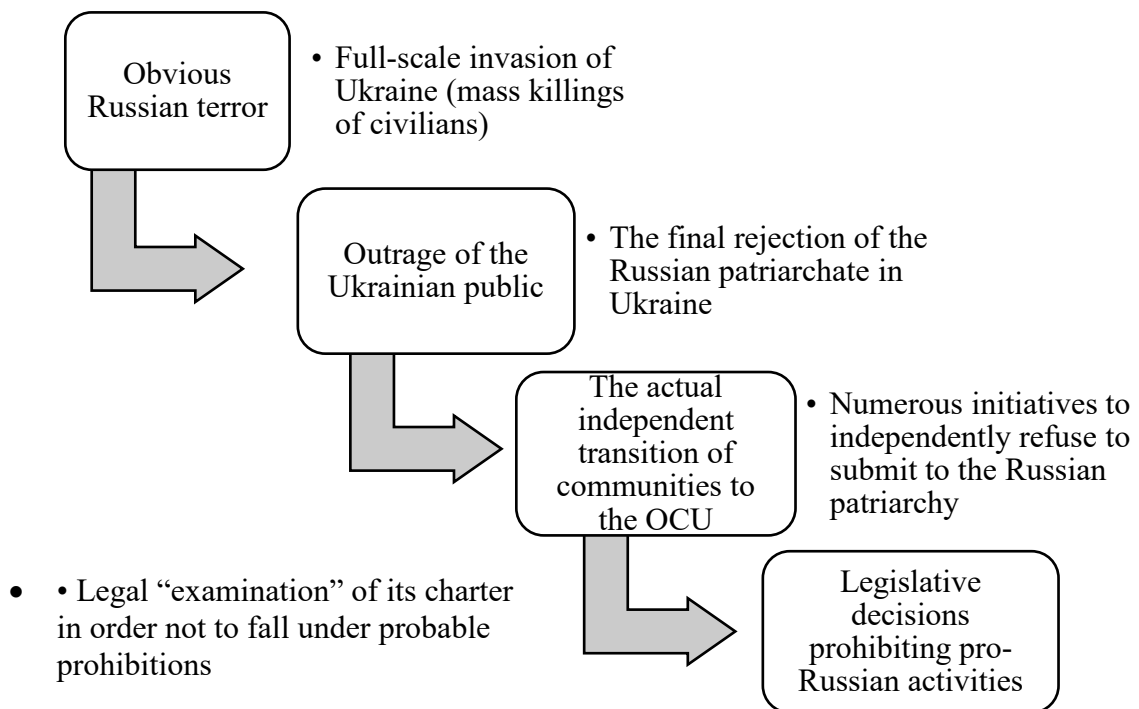 Obvious
Russian terror
• Full-scale invasion of
Ukraine (mass killings
of civilians)
Outrage of the
Ukrainian public
• The final rejection of the
Russian patriarchate in
Ukraine
The actual
independent
transition of
communities to
the OCU
• Numerous initiatives to
independently refuse to
submit to the Russian
patriarchy
Legislative
decisions
prohibiting pro-
Russian activities
• • Legal “examination” of its charter
in order not to fall under probable
prohibitions